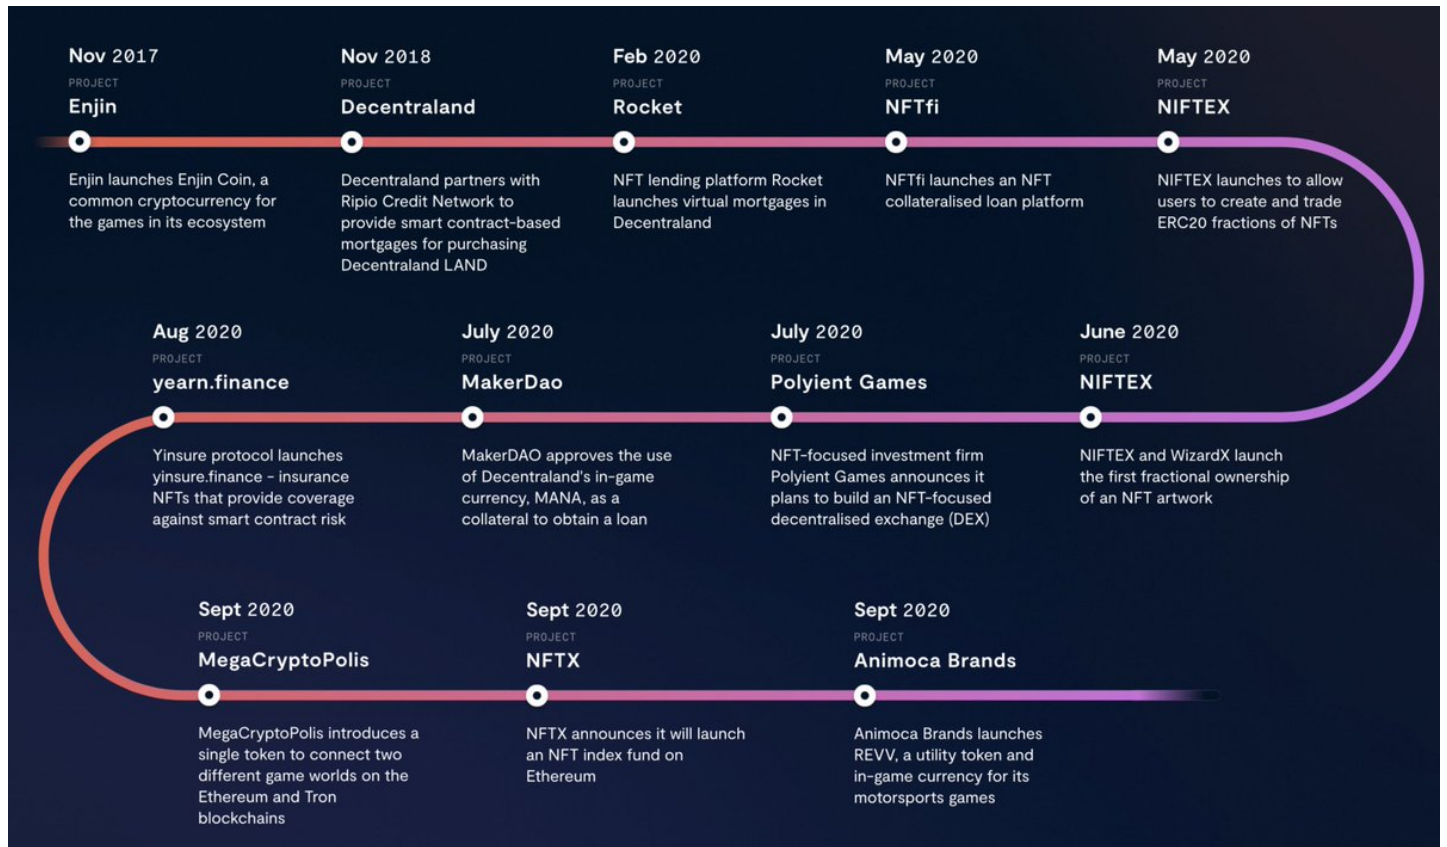 Nov 2017
PROJECT
Enjin
Enjin launches Enjin Coin, a
common cryptocurrency for
the games in its ecosystem
Nov 2018
PROJECT
Decentraland
Decentraland partners with
Ripio Credit Network to
provide smart contract-based
mortgages for purchasing
Decentraland LAND
Feb 2020
PROJECT
Rocket
NFT lending platform Rocket
launches virtual mortgages in
Decentraland
May 2020
PROJECT
NFTfi
NFTfi launches an NFT
collateralised loan platform
May 2020
PROJECT
NIFTEX
NIFTEX launches to allow
users to create and trade
ERC20 fractions of NFTs
June 2020
PROJECT
NIFTEX
NIFTEX and WizardX launch
the first fractional ownership
of an NFT artwork
July 2020
PROJECT
Polyient Games
NFT-focused investment firm
Polyient Games announces it
plans to build an NFT-focused
decentralised exchange (DEX)
July 2020
PROJECT
MakerDao
MakerDAO approves the use
of Decentraland's in-game
currency, MANA, as a
collateral to obtain a loan
Aug 2020
PROJECT
yearn.finance
Yinsure protocol launches
yinsure.finance - insurance
NFTs that provide coverage
against smart contract risk
Sept 2020
PROJECT
MegaCryptoPolis
MegaCryptoPolis introduces a
single token to connect two
different game worlds on the
Ethereum and Tron
blockchains
Sept 2020
PROJECT
NFTX
NFTX announces it will launch
an NFT index fund on
Ethereum
Sept 2020
PROJECT
Animoca Brands
Animoca Brands launches
REVV, a utility token and
in-game currency for its
motorsports games